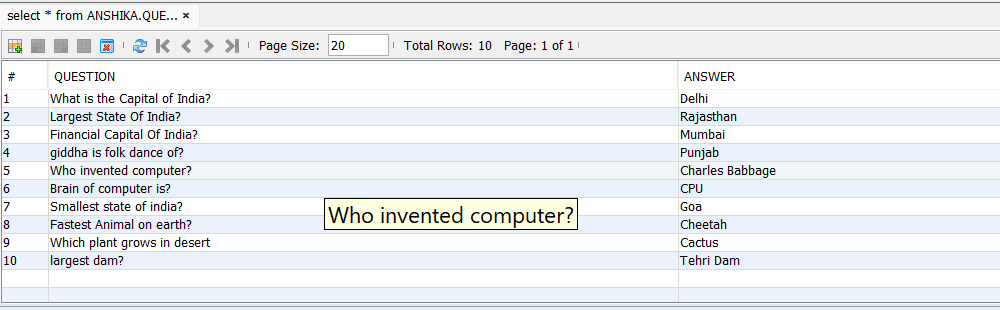 select * from ANSHIKA.QUE... ×
Page Size: 20 Total Rows: 10 Page: 1 of 1
# QUESTION ANSWER
1 What is the Capital of India? Delhi
2 Largest State Of India? Rajasthan
3 Financial Capital Of India? Mumbai
4 giddha is folk dance of? Punjab
5 Who invented computer? Charles Babbage
6 Brain of computer is? CPU
7 Smallest state of india? Goa
Who invented computer?
8 Fastest Animal on earth? Cheetah
9 Which plant grows in desert Cactus
10 largest dam? Tehri Dam